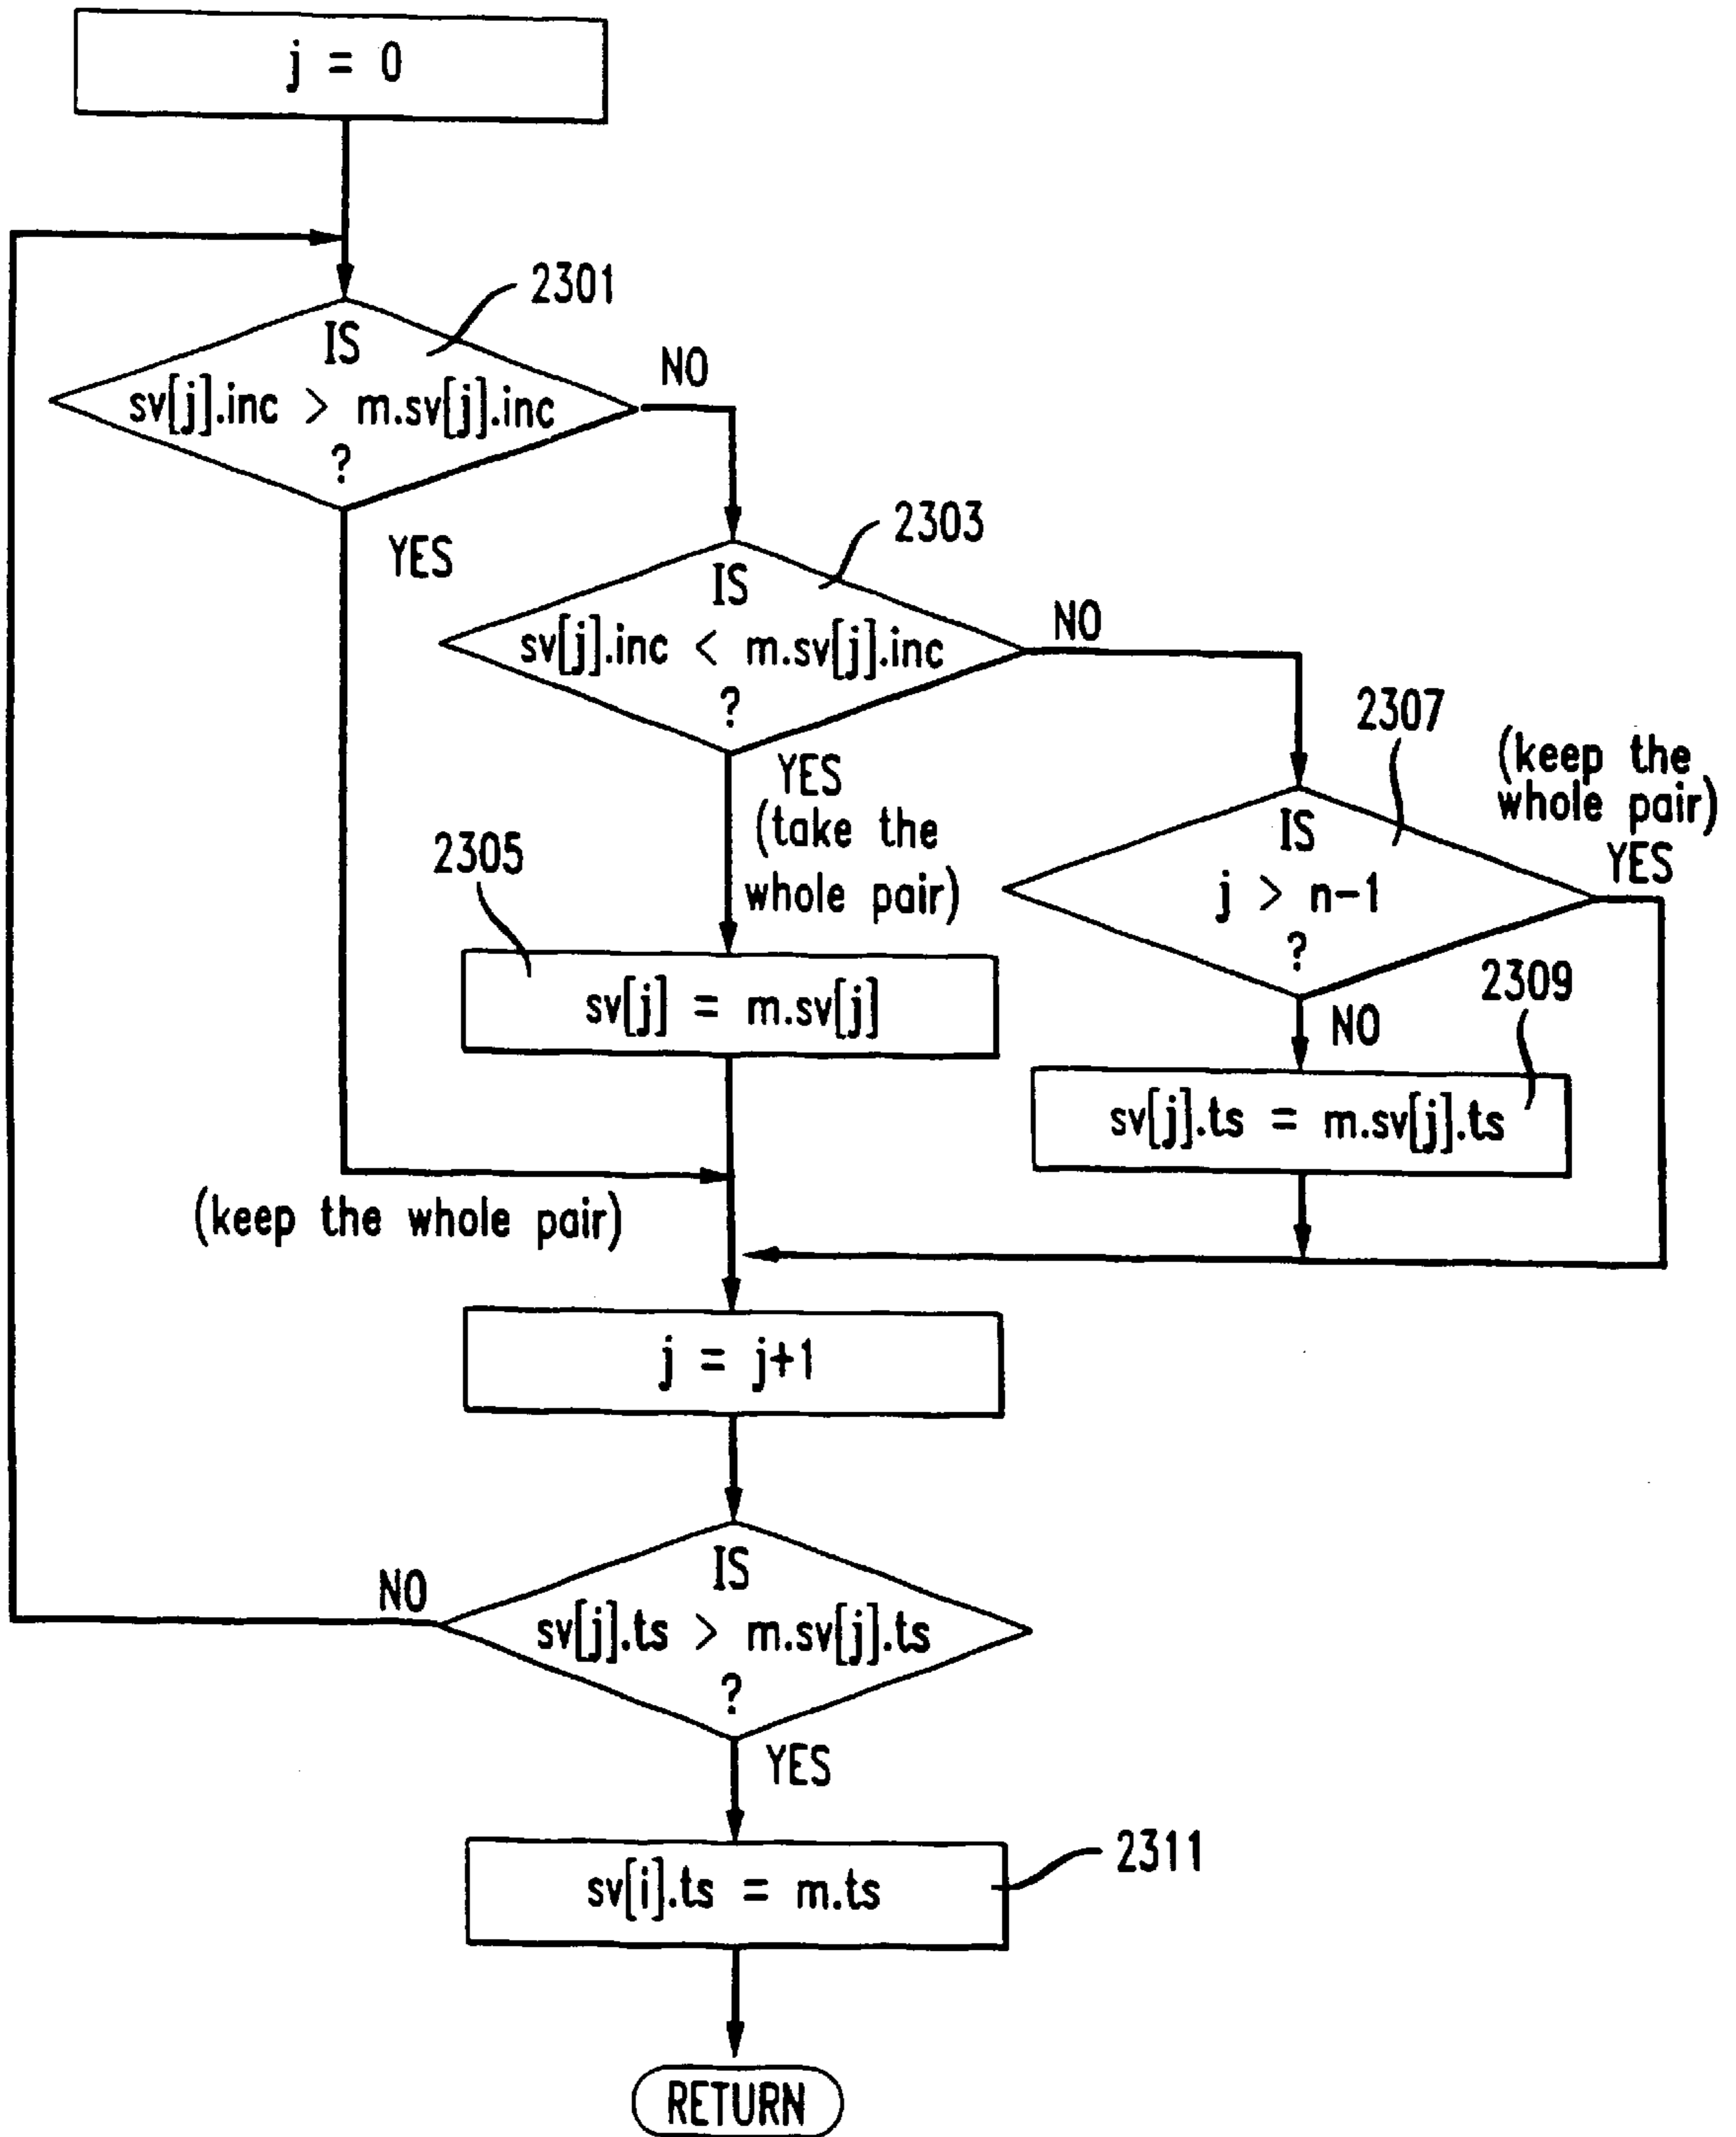 j = 0
2301
IS
sv[j].inc > m.sv[j].inc
?
NO
YES
2303
IS
sv[j].inc < m.sv[j].inc
?
NO
YES
(take the
whole pair)
2307
(keep the
whole pair)
YES
IS
j > n-1
?
NO
2305
sv[j] = m.sv[j]
2309
sv[j].ts = m.sv[j].ts
(keep the whole pair)
j = j+1
IS
sv[j].ts > m.sv[j].ts
?
NO
YES
2311
sv[i].ts = m.ts
RETURN